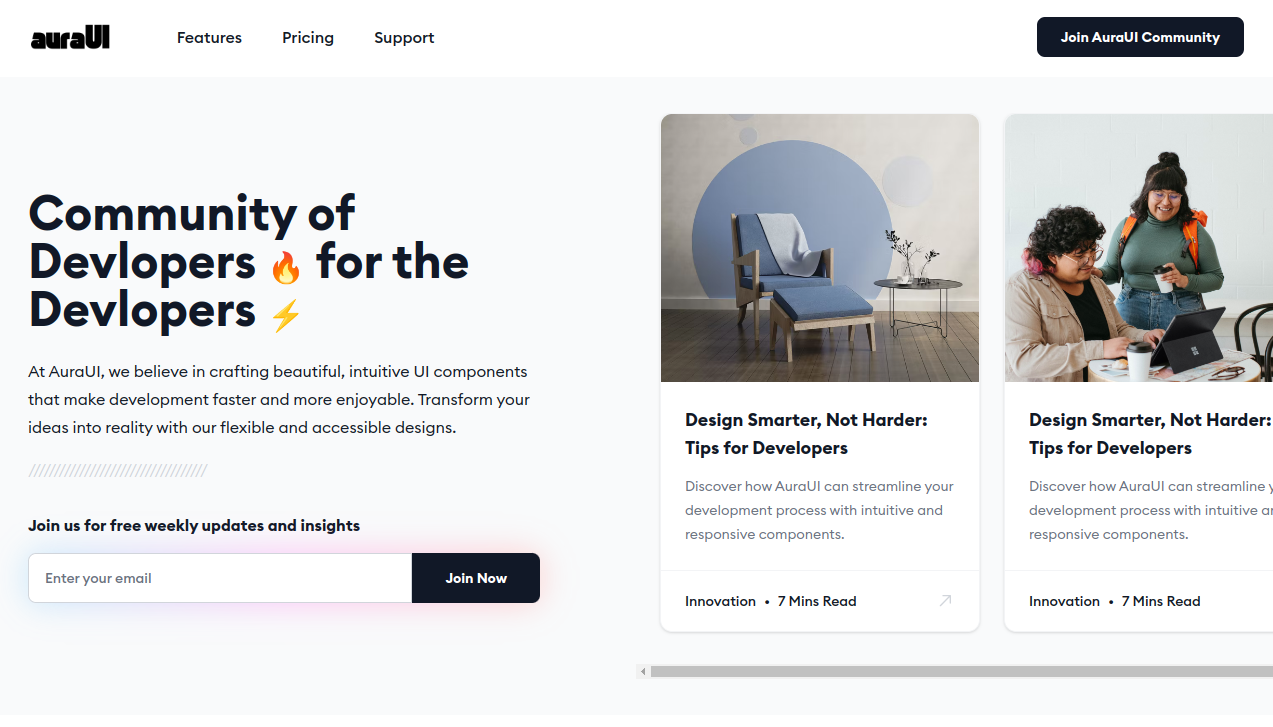 auraUI
Features
Pricing
Support
Join AuraUI Community
Community of
Devlopers 🔥 for the
Devlopers ⚡
At AuraUI, we believe in crafting beautiful, intuitive UI components
that make development faster and more enjoyable. Transform your
ideas into reality with our flexible and accessible designs.
Join us for free weekly updates and insights
Enter your email
Join Now
Design Smarter, Not Harder:
Tips for Developers
Discover how AuraUI can streamline your
development process with intuitive and
responsive components.
Innovation • 7 Mins Read
Design Smarter, Not Harder:
Tips for Developers
Discover how AuraUI can streamline
development process with intuitive
responsive components.
Innovation • 7 Mins Read